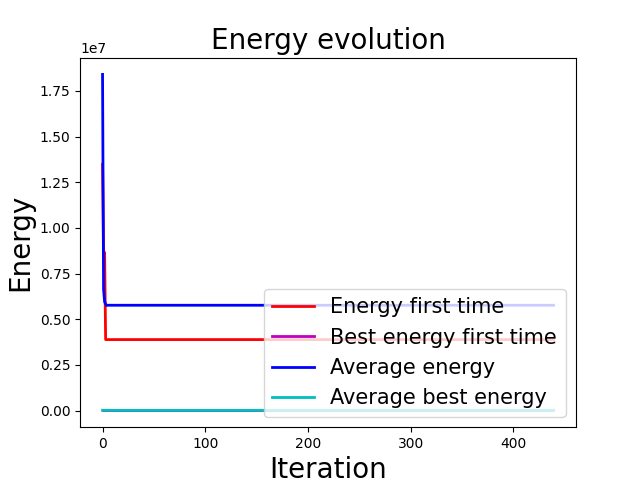 Energy evolution
1e7
1.75
1.50
1.25
1.00
0.75
0.50
0.25
0.00
Energy
Energy first time
Best energy first time
Average energy
Average best energy
0 100 200 300 400
Iteration